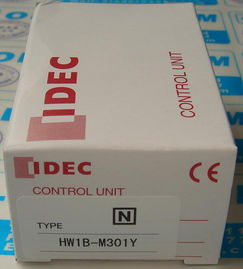 IDEC
CONTROL UNIT
IDEC
CE
CONTROL UNIT
TYPE
N
HW1B-M301Y